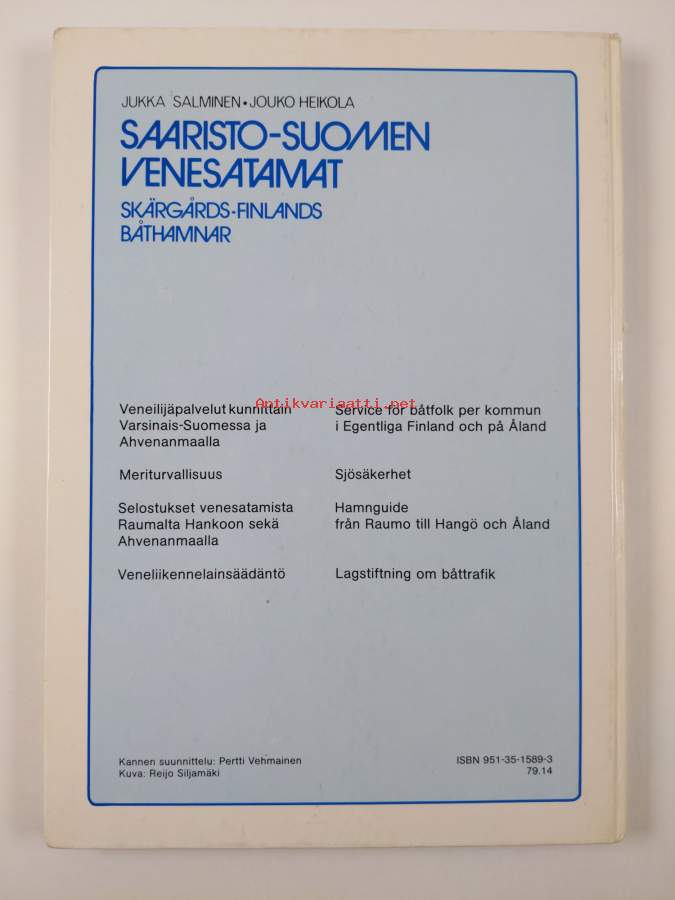 JUKKA SALMINEN • JOUKO HEIKOLA
SAARISTO-SUOMEN
VENESATAMAT
SKÄRGÅRDS-FINLANDS
BÅTHAMNAR
Veneilijäpalvelut kunnittain
Varsinais-Suomessa ja
Ahvenanmaalla
Service för båtfolk per kommun
i Egentliga Finland och på Åland
Antikvariaatti.net
Meriturvallisuus
Sjösäkerhet
Selostukset venesatamista
Raumalta Hankoon sekä
Ahvenanmaalla
Hamnguide
från Raumo till Hangö och Åland
Veneliikennelainsäädäntö
Lagstiftning om båttrafik
Kannen suunnittelu: Pertti Vehmainen
Kuva: Reijo Siljamäki
ISBN 951-35-1589-3
79.14